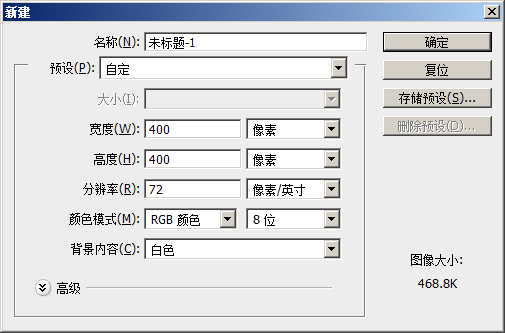 新建
名称(N): 未标题-1
预设(P): 自定
大小(I):
宽度(W): 400 像素
高度(H): 400 像素
分辨率(R): 72 像素/英寸
颜色模式(M): RGB 颜色 8 位
背景内容(C): 白色
高级
确定
复位
存储预设(S)...
删除预设(D)...
图像大小:
468.8K